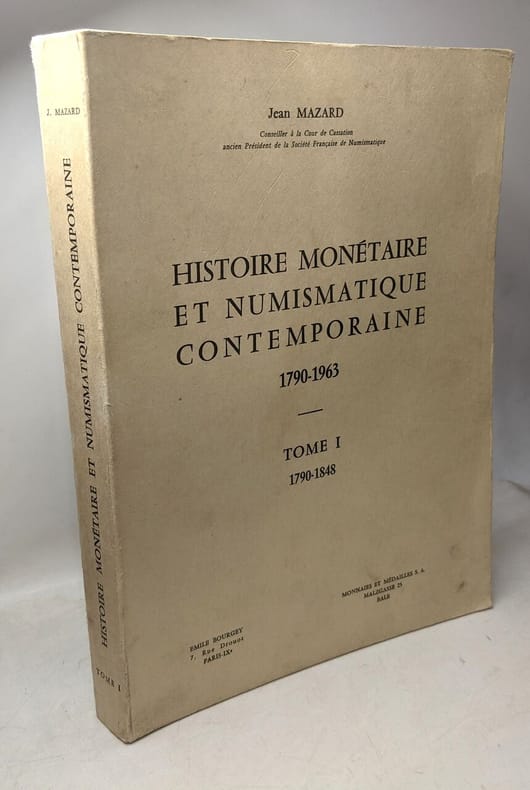 J. MAZARD
HISTOIRE MONÉTAIRE ET NUMISMATIQUE CONTEMPORAINE
TOME I
Jean MAZARD
Conseiller à la Cour de Cassation
ancien Président de la Société Française de Numismatique
HISTOIRE MONÉTAIRE
ET NUMISMATIQUE
CONTEMPORAINE
1790-1963
TOME I
1790-1848
EMILE BOURGEY
7, Rue Drouot
PARIS-IXe
MONNAIES ET MÉDAILLES S. A.
MALZGASSE 25
BALE